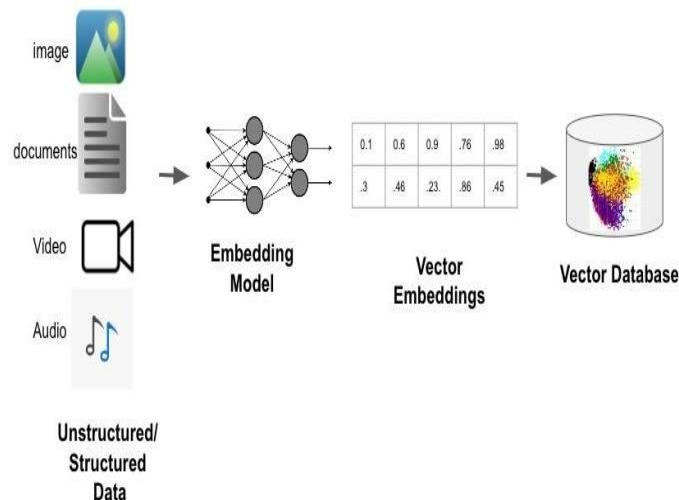 image
documents
Video
Audio
Unstructured/
Structured
Data
Embedding
Model
0.1 0.6 0.9 .76 .98
.3 .46 .23. .86 .45
Vector
Embeddings
Vector Database